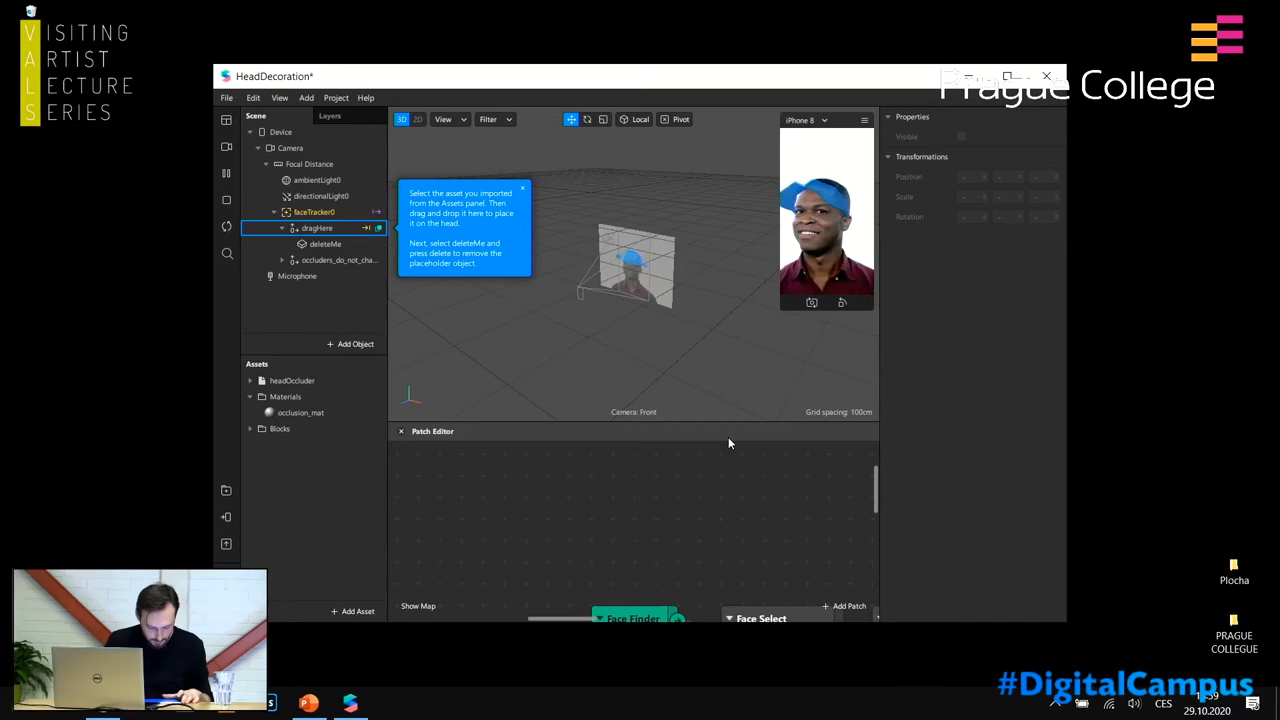 VISITING
ARTIST
LECTURE
SERIES
Prague College
HeadDecoration*
File Edit View Add Project Help
Scene Layers
Device
Camera
Focal Distance
ambientLight0
directionalLight0
faceTracker0
dragHere
deleteMe
occluders_do_not_cha...
Microphone
+ Add Object
Assets
headOccluder
Materials
occlusion_mat
Blocks
+ Add Asset
3D 2D View Filter Local Pivot
Select the asset you imported
from the Assets panel. Then
drag and drop it here to place
it on the head.
Next, select deleteMe and
press delete to remove the
placeholder object.
iPhone 8
Camera: Front
Grid spacing: 100cm
Patch Editor
Show Map
+ Add Patch
Face Finder
Face Select
Properties
Visible
Transformations
Position X Y Z
Scale X Y Z
Rotation X Y Z
Plocha
PRAGUE
COLLEGUE
#DigitalCampus
CES
29.10.2020
DELL